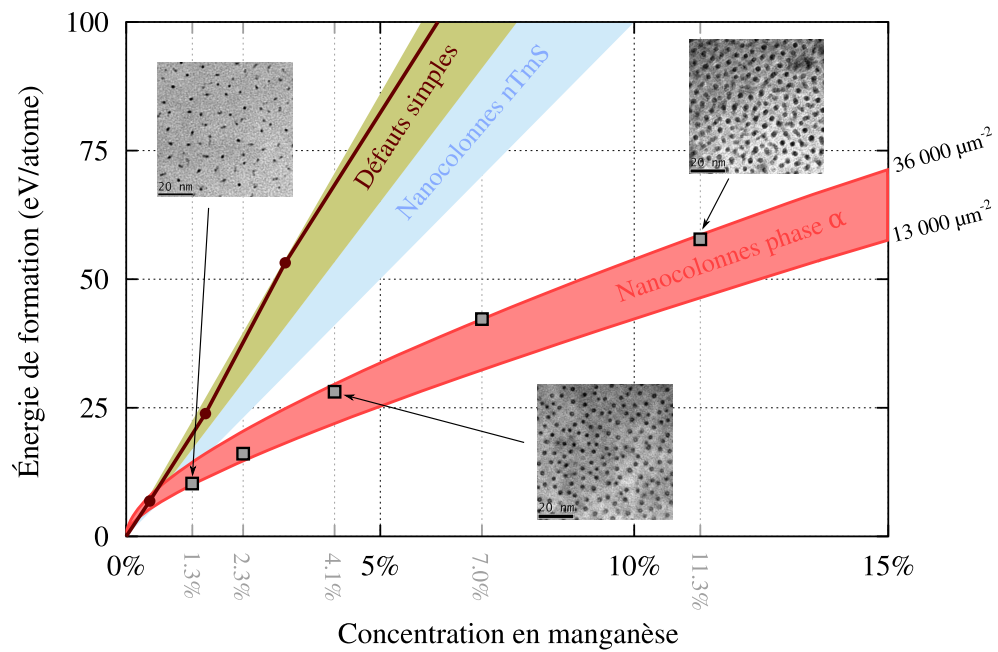 100
75
50
25
0
Énergie de formation (eV/atome)
20 nm
Défauts simples
Nanocolonnes nTmS
20 nm
36 000 μm-2
13 000 μm-2
Nanocolonnes phase α
20 nm
0%
5%
10%
15%
1.3%
2.3%
4.1%
7.0%
11.3%
Concentration en manganèse